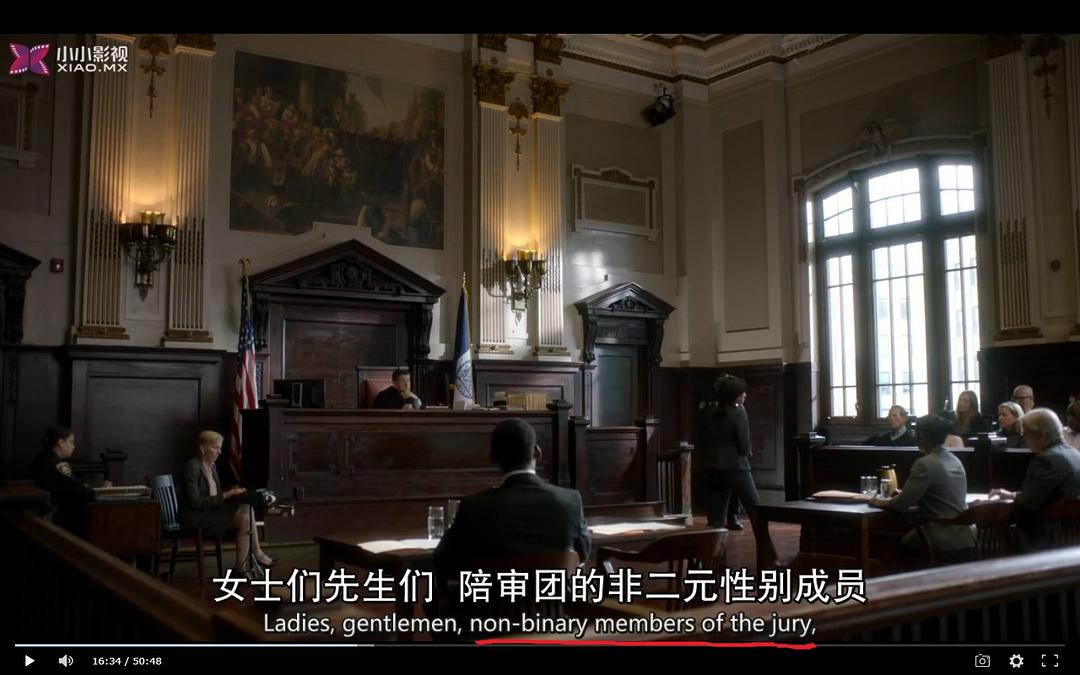 小小影视
XIAO.MX
女士们先生们 陪审团的非二元性别成员
Ladies, gentlemen, non-binary members of the jury,
16:34 / 50:48